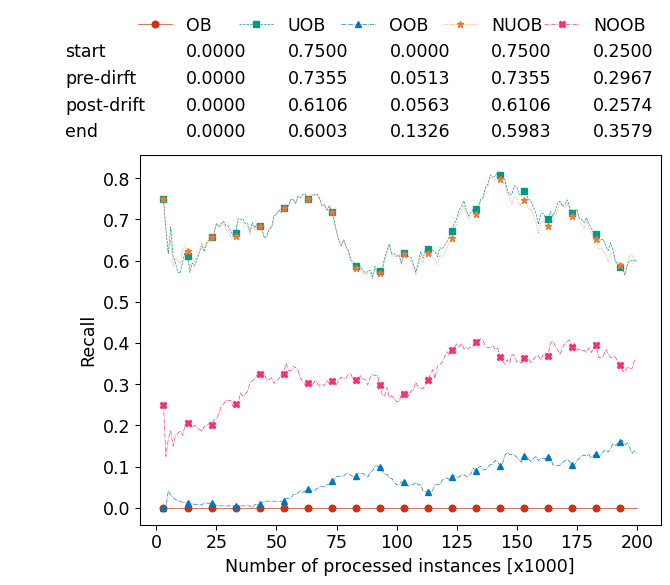 OB UOB OOB NUOB NOOB
start 0.0000 0.7500 0.0000 0.7500 0.2500
pre-dirft 0.0000 0.7355 0.0513 0.7355 0.2967
post-drift 0.0000 0.6106 0.0563 0.6106 0.2574
end 0.0000 0.6003 0.1326 0.5983 0.3579
0.8
0.7
0.6
0.5
0.4
0.3
0.2
0.1
0.0
Recall
0 25 50 75 100 125 150 175 200
Number of processed instances [x1000]